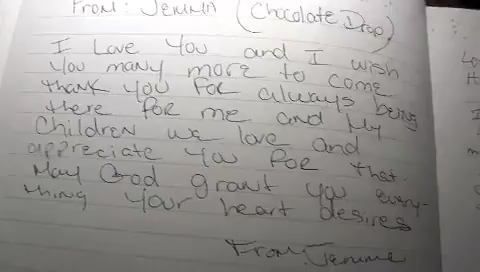 From: Jemma (Chocolate Drop)
I Love You and I wish
You many more to come
thank You for always being
there for me and My
Children we love and
appreciate You for that.
May God grant you every-
thing Your heart desires
From: Jemma